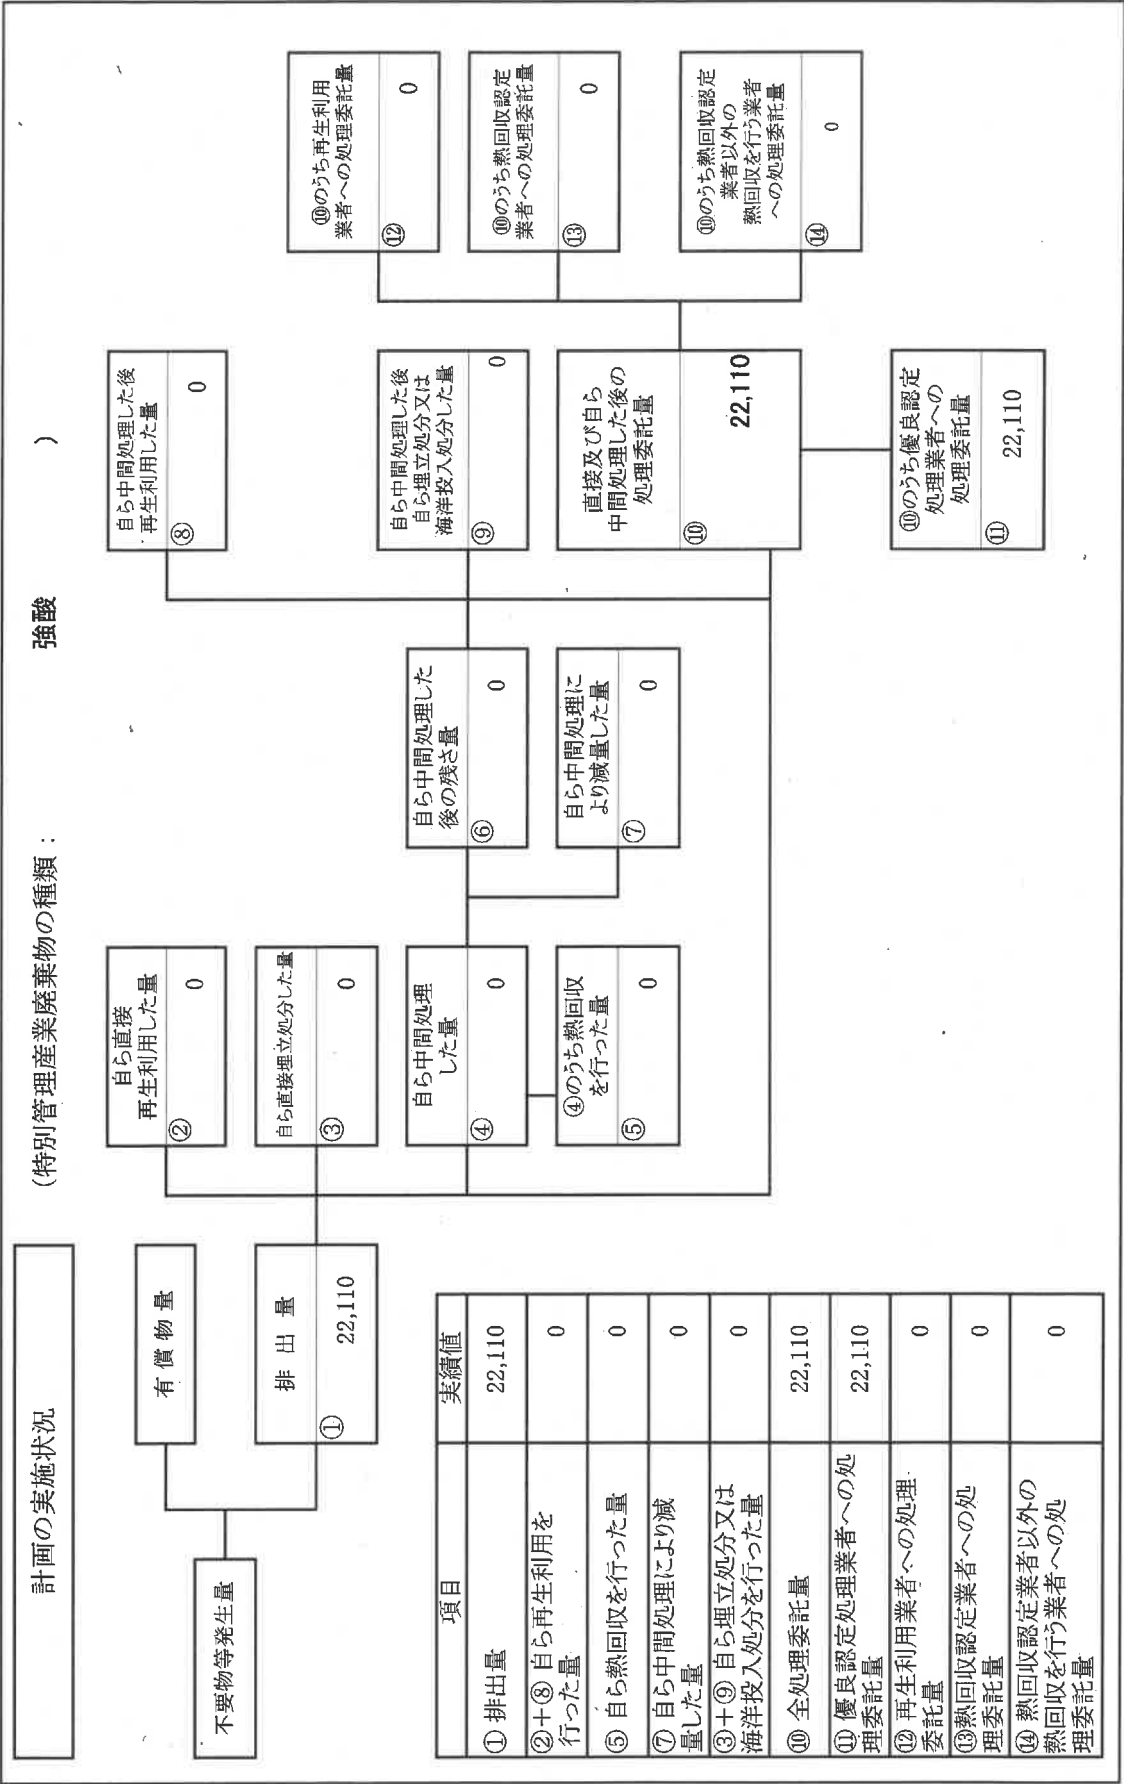 計画の実施状況
(特別管理産業廃棄物の種類： 強酸 )
不要物等発生量
有償物量
排出量
① 22,110
自ら直接
再生利用した量
② 0
自ら直接埋立処分した量
③ 0
自ら中間処理
した量
④ 0
④のうち熱回収
を行った量
⑤ 0
自ら中間処理した
後の残さ量
⑥ 0
自ら中間処理に
より減量した量
⑦ 0
自ら中間処理した後
再生利用した量
⑧ 0
自ら中間処理した後
自ら埋立処分又は
海洋投入処分した量
⑨ 0
直接及び自ら
中間処理した後の
処理委託量
⑩ 22,110
⑩のうち優良認定
処理業者への
処理委託量
⑪ 22,110
⑩のうち再生利用
業者への処理委託量
⑫ 0
⑩のうち熱回収認定
業者への処理委託量
⑬ 0
⑩のうち熱回収認定
業者以外の
熱回収を行う業者
への処理委託量
⑭ 0
項目 実績値
① 排出量 22,110
②＋⑧ 自ら再生利用を
行った量 0
⑤ 自ら熱回収を行った量 0
⑦ 自ら中間処理により減
量した量 0
③＋⑨ 自ら埋立処分又は
海洋投入処分を行った量 0
⑩ 全処理委託量 22,110
⑪ 優良認定処理業者への処
理委託量 22,110
⑫ 再生利用業者への処理
委託量 0
⑬熱回収認定業者への処
理委託量 0
⑭ 熱回収認定業者以外の
熱回収を行う業者への処
理委託量 0